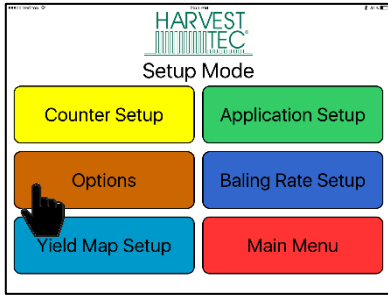 HARVEST
TEC
Setup Mode
Counter Setup
Application Setup
Options
Baling Rate Setup
Yield Map Setup
Main Menu